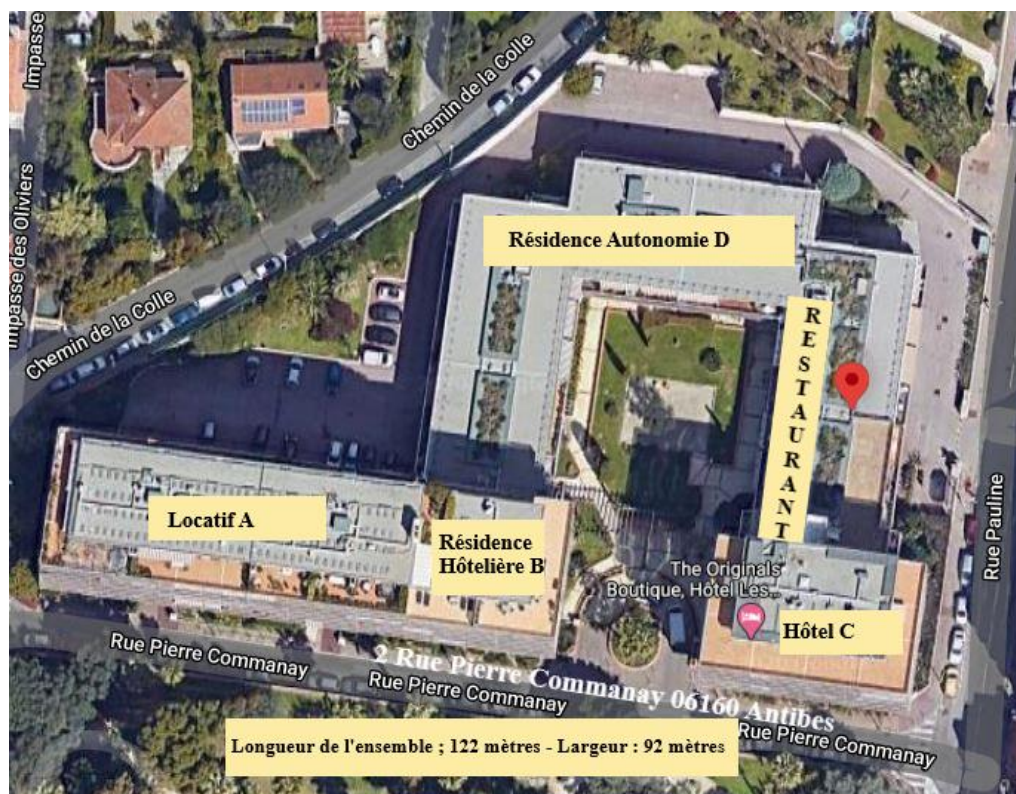 Impasse
Chemin de la Colle
Impasse des Oliviers
Résidence Autonomie D
Chemin de la Colle
RESTAURANT
Locatif A
Résidence
Hôtelière B
Rue Pauline
The Originals
Boutique, Hôtel Les...
Hôtel C
Rue Pierre Commanay
2 Rue Pierre Commanay 06160 Antibes
Rue Pierre Commanay
Rue Pierre Commanay
Longueur de l'ensemble ; 122 mètres - Largeur : 92 mètres